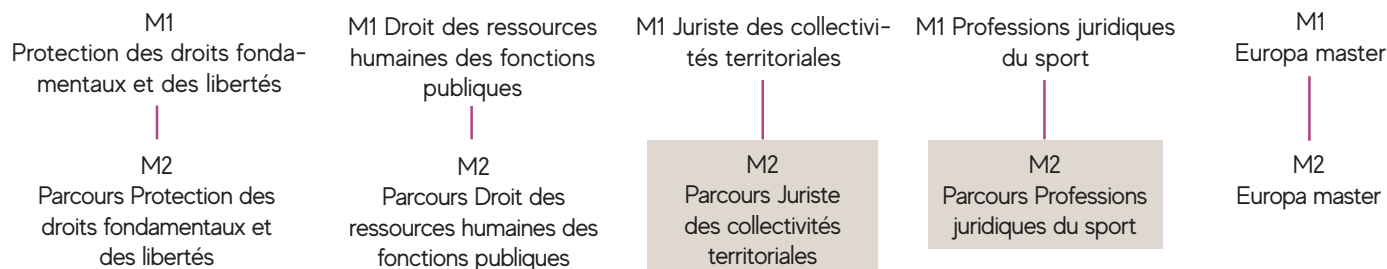 M1
Protection des droits fonda-
mentaux et des libertés
M1 Droit des ressources
humaines des fonctions
publiques
M1 Juriste des collectivi-
tés territoriales
M1 Professions juridiques
du sport
M1
Europa master
M2
Parcours Protection des
droits fondamentaux et
des libertés
M2
Parcours Droit des
ressources humaines des
fonctions publiques
M2
Parcours Juriste
des collectivités
territoriales
M2
Parcours Professions
juridiques du sport
M2
Europa master